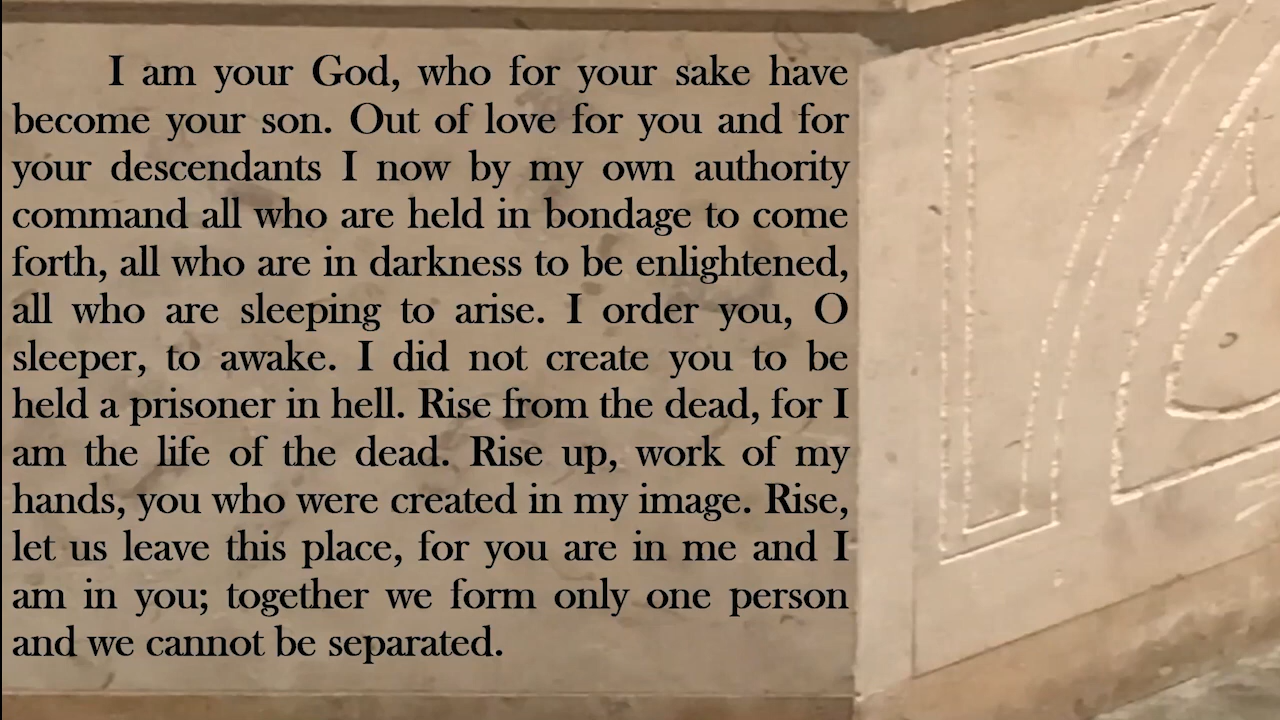 I am your God, who for your sake have
become your son. Out of love for you and for
your descendants I now by my own authority
command all who are held in bondage to come
forth, all who are in darkness to be enlightened,
all who are sleeping to arise. I order you, O
sleeper, to awake. I did not create you to be
held a prisoner in hell. Rise from the dead, for I
am the life of the dead. Rise up, work of my
hands, you who were created in my image. Rise,
let us leave this place, for you are in me and I
am in you; together we form only one person
and we cannot be separated.